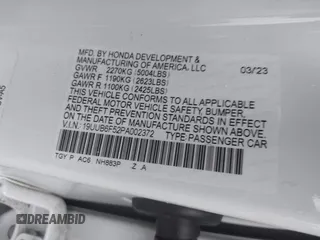 MFD. BY HONDA DEVELOPMENT &
MANUFACTURING OF AMERICA, LLC 03/23
GVWR 2270KG (5004LBS)
GAWR F 1190KG (2623LBS)
GAWR R 1100KG (2425LBS)
THIS VEHICLE CONFORMS TO ALL APPLICABLE
FEDERAL MOTOR VEHICLE SAFETY, BUMPER,
AND THEFT PREVENTION STANDARDS IN EFFECT
ON THE DATE OF MANUFACTURE SHOWN ABOVE.
V.I.N.: 19UUB6F52PA002372 TYPE PASSENGER CAR
TGY P AC6 NH883P Z A
DREAMBID